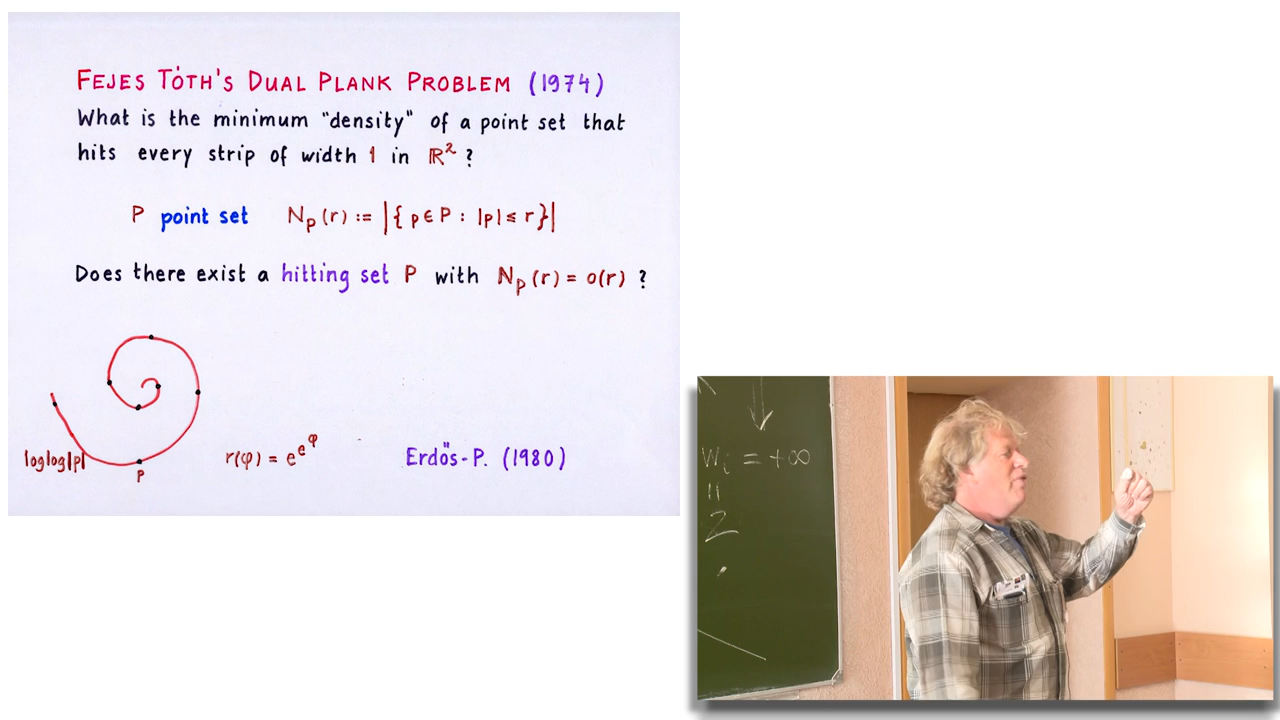 FEJES TÓTH'S DUAL PLANK PROBLEM (1974)
What is the minimum "density" of a point set that
hits every strip of width 1 in ℝ² ?
P point set N_P(r) := |{p∈P : |p|≤r}|
Does there exist a hitting set P with N_P(r) = o(r) ?
loglog|p|
P
r(φ) = e^{e^φ}
Erdős-P. (1980)
W_i = +∞